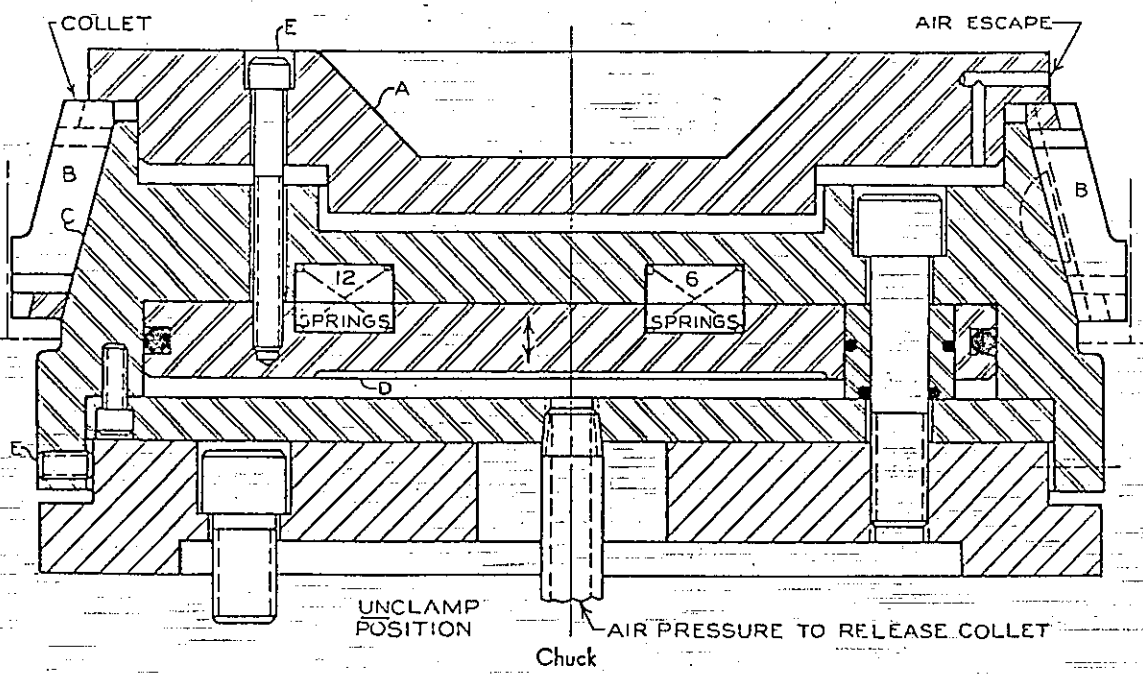 COLLET
E
AIR ESCAPE
A
B
C
B
12
SPRINGS
6
SPRINGS
D
E
UNCLAMP
POSITION
AIR PRESSURE TO RELEASE COLLET
Chuck